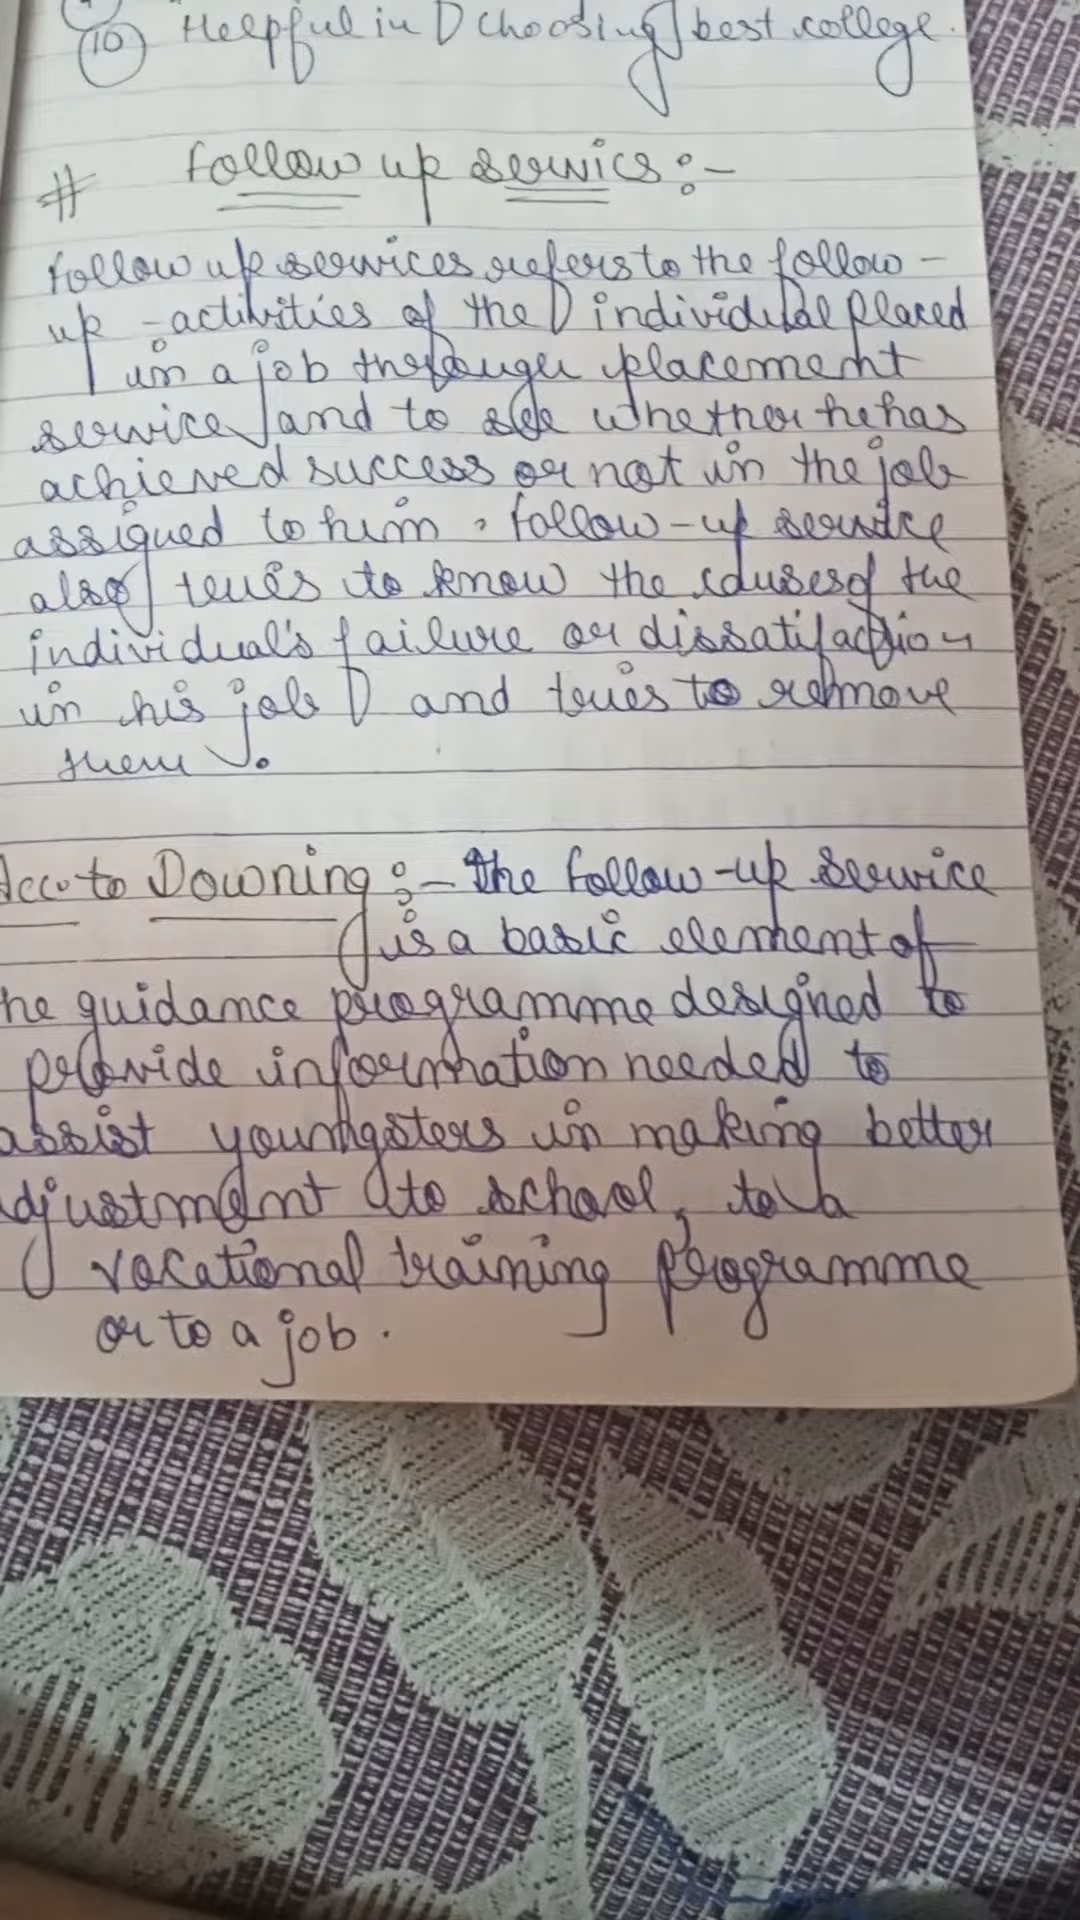 10 Helpful in choosing best college.
# follow up servics :-
follow up services refers to the follow-
up - activities of the individual placed
in a job through placement
service and to see whether he has
achieved success or not in the job
assigned to him. follow-up service
also tries to know the causes of the
individual's failure or dissatifaction
in his job and tries to remove
them.
Acc. to Downing :- The follow-up service
is a basic element of
he guidance programme designed to
provide information needed to
assist youngsters in making better
djustment to school, to a
vocational training programme
or to a job.